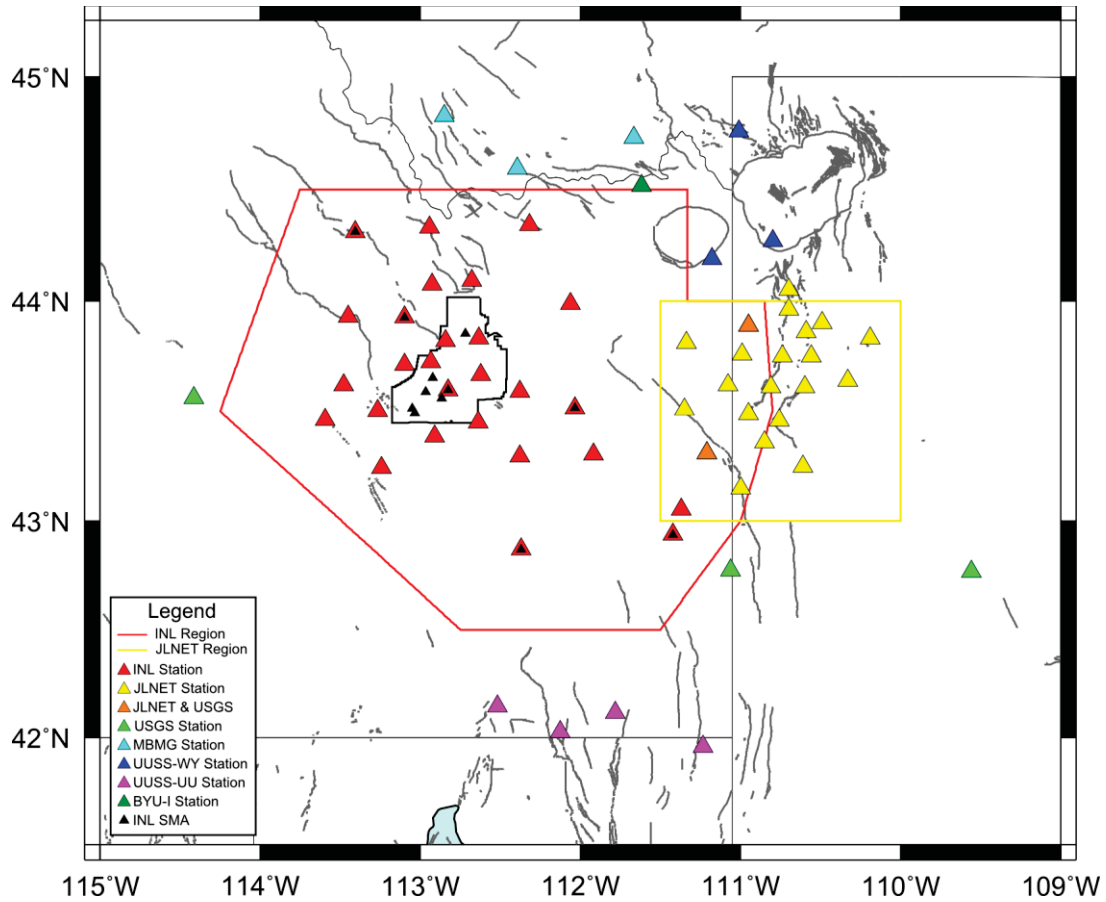 45°N
44°N
43°N
42°N
Legend
INL Region
JLNET Region
INL Station
JLNET Station
JLNET & USGS
USGS Station
MBMG Station
UUSS-WY Station
UUSS-UU Station
BYU-I Station
INL SMA
115°W 114°W 113°W 112°W 111°W 110°W 109°W